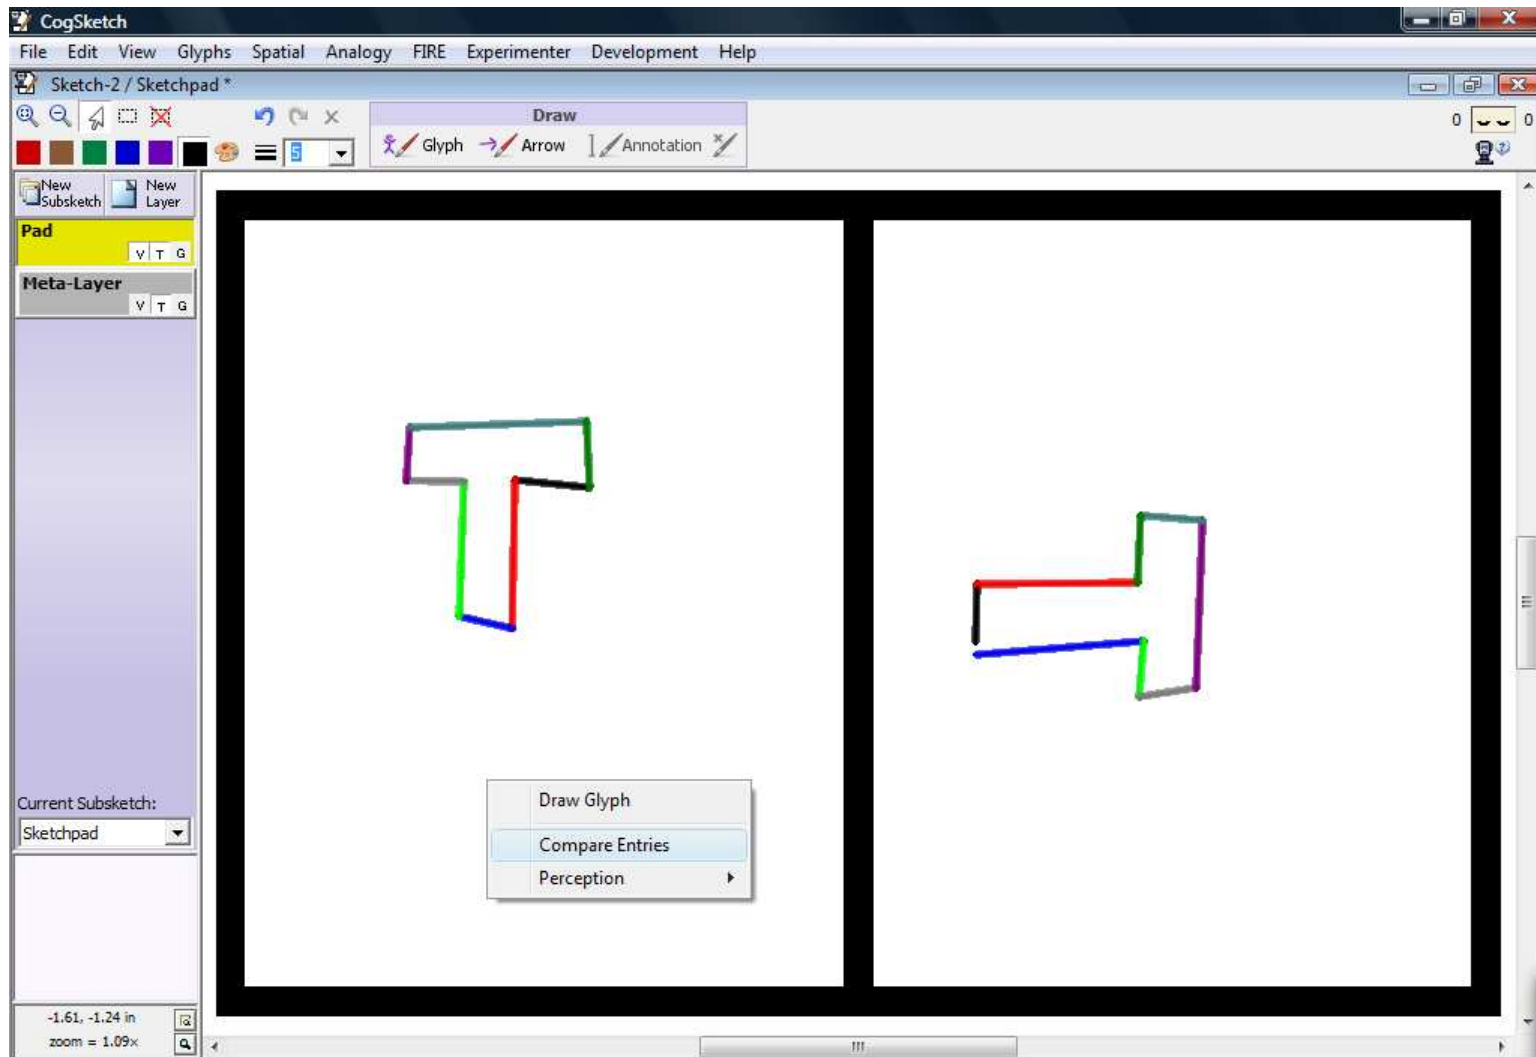 CogSketch
File Edit View Glyphs Spatial Analogy FIRE Experimenter Development Help
Sketch-2 / Sketchpad *
Draw
0 0
5 Glyph Arrow Annotation
New Subsketch
New Layer
Pad
V T G
Meta-Layer
V T G
Draw Glyph
Compare Entries
Perception
Current Subsketch:
Sketchpad
-1.61, -1.24 in
zoom = 1.09×